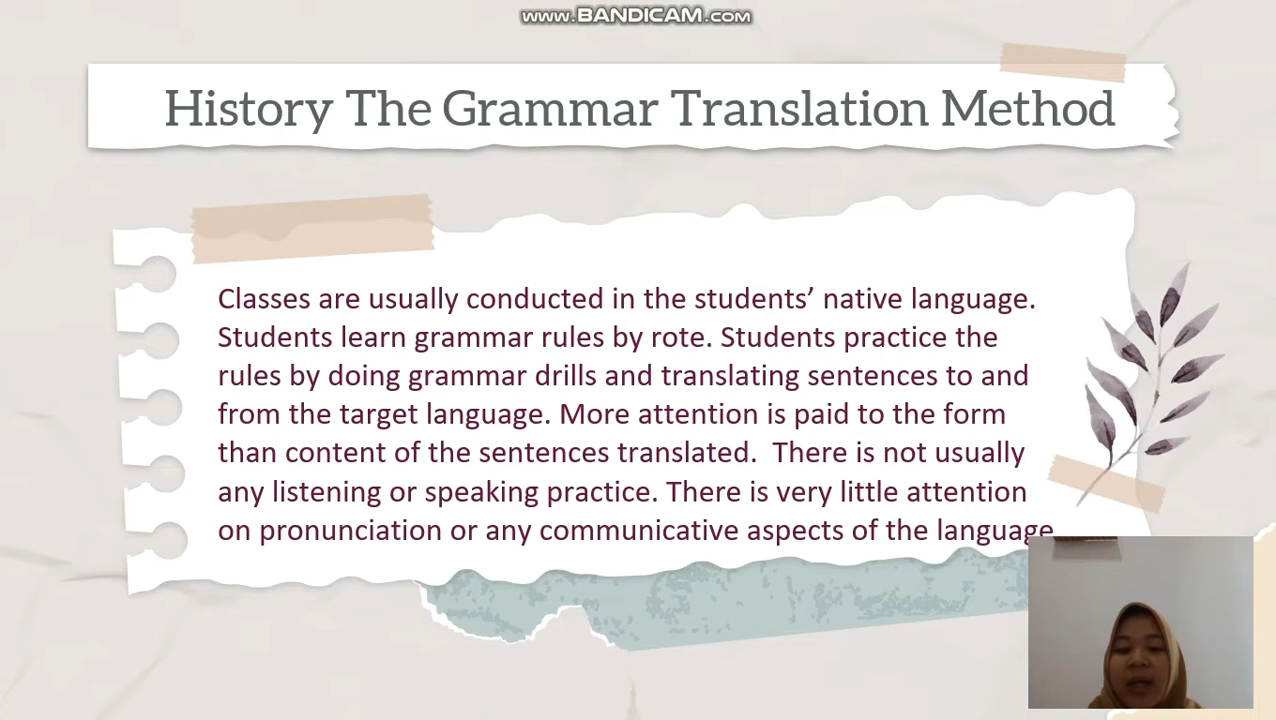 www.BANDICAM.com
History The Grammar Translation Method
Classes are usually conducted in the students’ native language.
Students learn grammar rules by rote. Students practice the
rules by doing grammar drills and translating sentences to and
from the target language. More attention is paid to the form
than content of the sentences translated.  There is not usually
any listening or speaking practice. There is very little attention
on pronunciation or any communicative aspects of the language